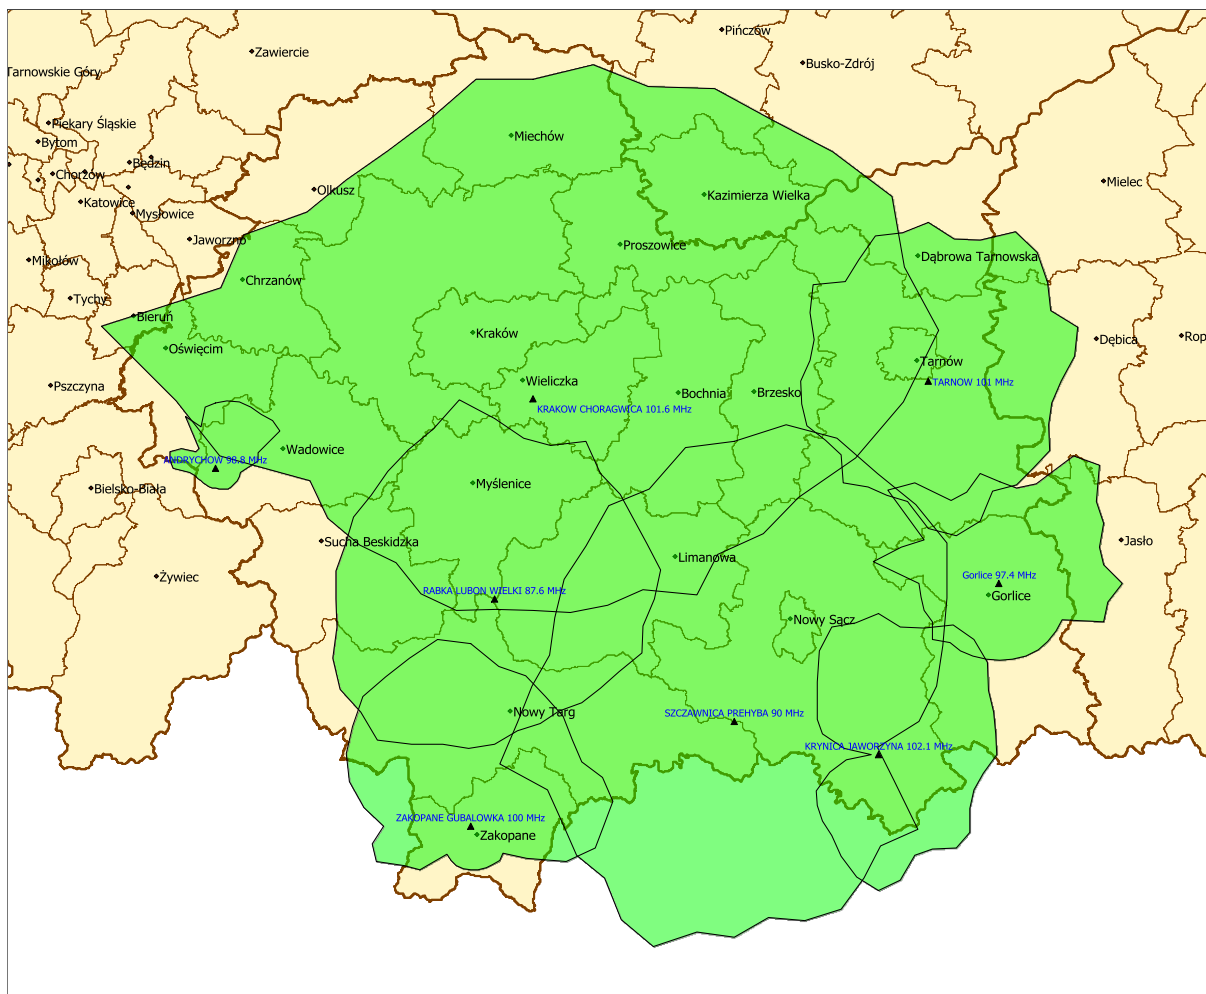 Pińczów
Zawiercie
Busko-Zdrój
Tarnowskie Góry
Piekary Śląskie
Miechów
Bytom
Będzin
Chorzów
Mielec
Olkusz
Kazimierza Wielka
Katowice
Mysłowice
Jaworzno
Proszowice
Dąbrowa Tarnowska
Mikołów
Chrzanów
Tychy
Bieruń
Kraków
Rop
Dębica
Oświęcim
Tarnów
Wieliczka
TARNOW 101 MHz
Pszczyna
Bochnia
Brzesko
KRAKOW CHORAGWICA 101.6 MHz
Wadowice
ANDRYCHOW 98.8 MHz
Bielsko-Biała
Myślenice
Sucha Beskidzka
Jasło
Limanowa
Żywiec
Gorlice 97.4 MHz
RABKA LUBON WIELKI 87.6 MHz
Gorlice
Nowy Sącz
Nowy Targ
SZCZAWNICA PREHYBA 90 MHz
KRYNICA JAWORZYNA 102.1 MHz
ZAKOPANE GUBALOWKA 100 MHz
Zakopane